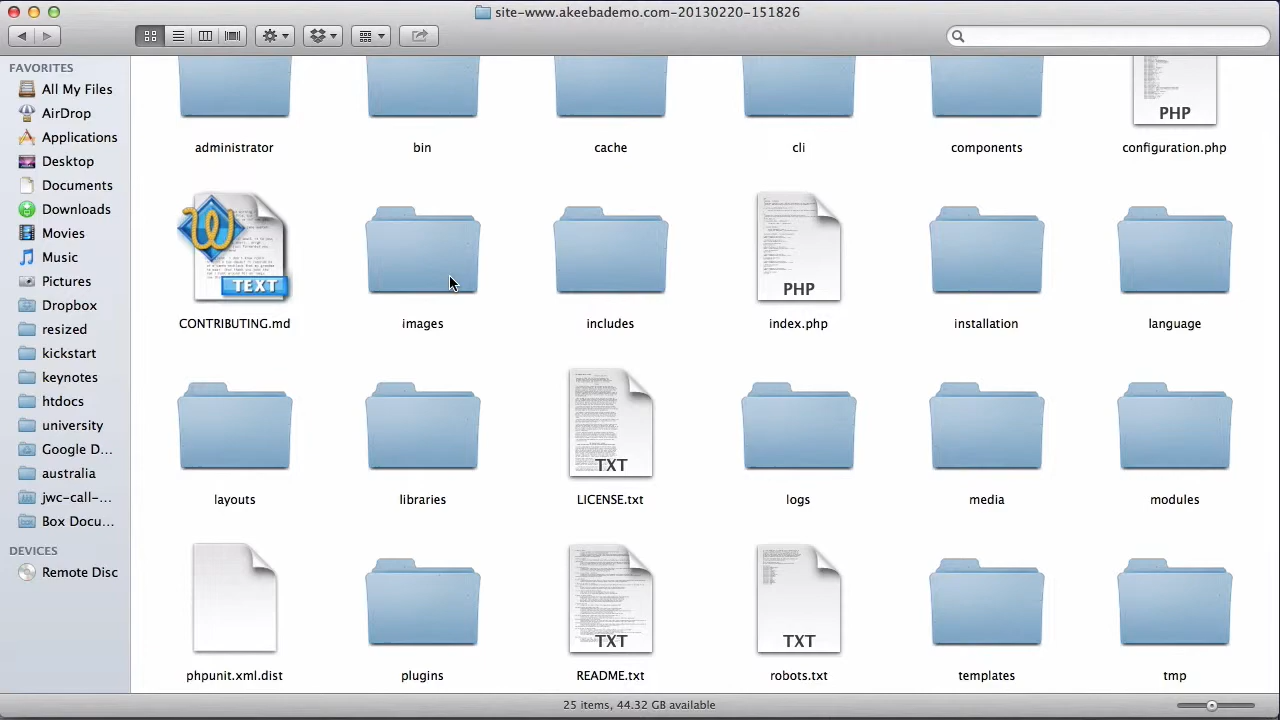 site-www.akeebademo.com-20130220-151826
FAVORITES
All My Files
AirDrop
Applications
Desktop
Documents
Downloads
Movies
Music
Pictures
Dropbox
resized
kickstart
keynotes
htdocs
university
Google D...
australia
jwc-call-...
Box Docu...
DEVICES
Remote Disc
PHP
administrator bin cache cli components configuration.php
TEXT PHP
CONTRIBUTING.md images includes index.php installation language
TXT
layouts libraries LICENSE.txt logs media modules
TXT TXT
phpunit.xml.dist plugins README.txt robots.txt templates tmp
25 items, 44.32 GB available